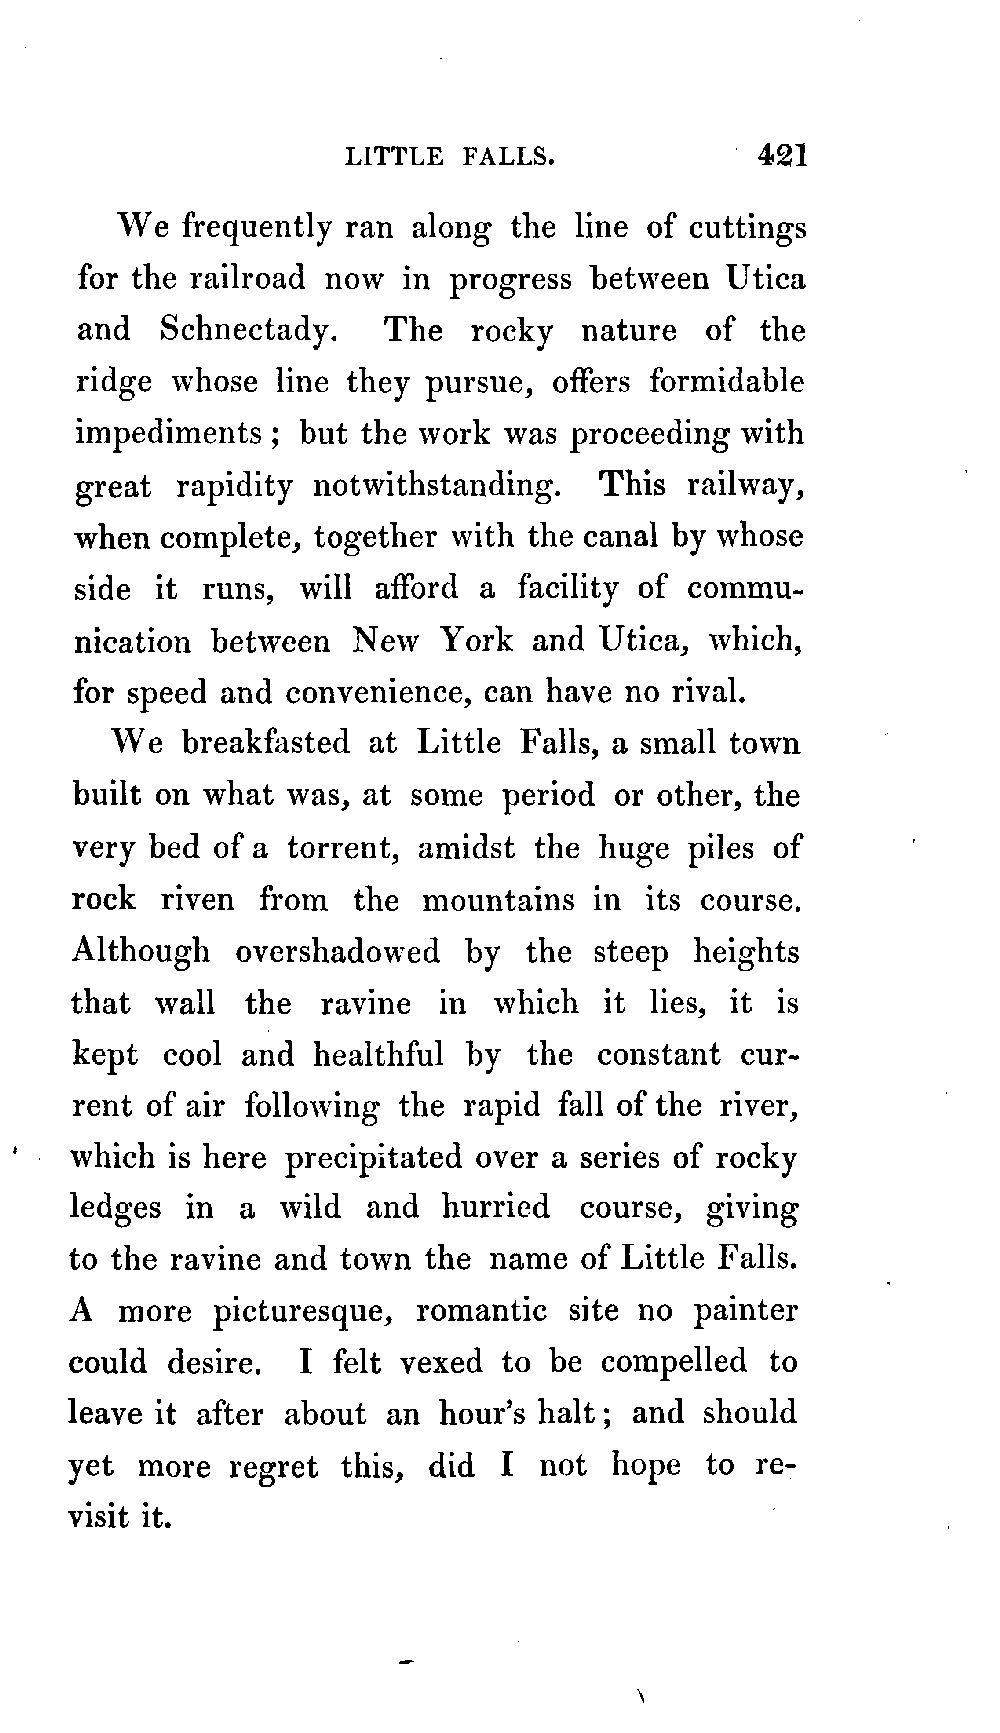 LITTLE FALLS. 421
We frequently ran along the line of cuttings
for the railroad now in progress between Utica
and Schnectady. The rocky nature of the
ridge whose line they pursue, offers formidable
impediments ; but the work was proceeding with
great rapidity notwithstanding. This railway,
when complete, together with the canal by whose
side it runs, will afford a facility of commu-
nication between New York and Utica, which,
for speed and convenience, can have no rival.
We breakfasted at Little Falls, a small town
built on what was, at some period or other, the
very bed of a torrent, amidst the huge piles of
rock riven from the mountains in its course.
Although overshadowed by the steep heights
that wall the ravine in which it lies, it is
kept cool and healthful by the constant cur-
rent of air following the rapid fall of the river,
which is here precipitated over a series of rocky
ledges in a wild and hurried course, giving
to the ravine and town the name of Little Falls.
A more picturesque, romantic site no painter
could desire. I felt vexed to be compelled to
leave it after about an hour's halt ; and should
yet more regret this, did I not hope to re-
visit it.